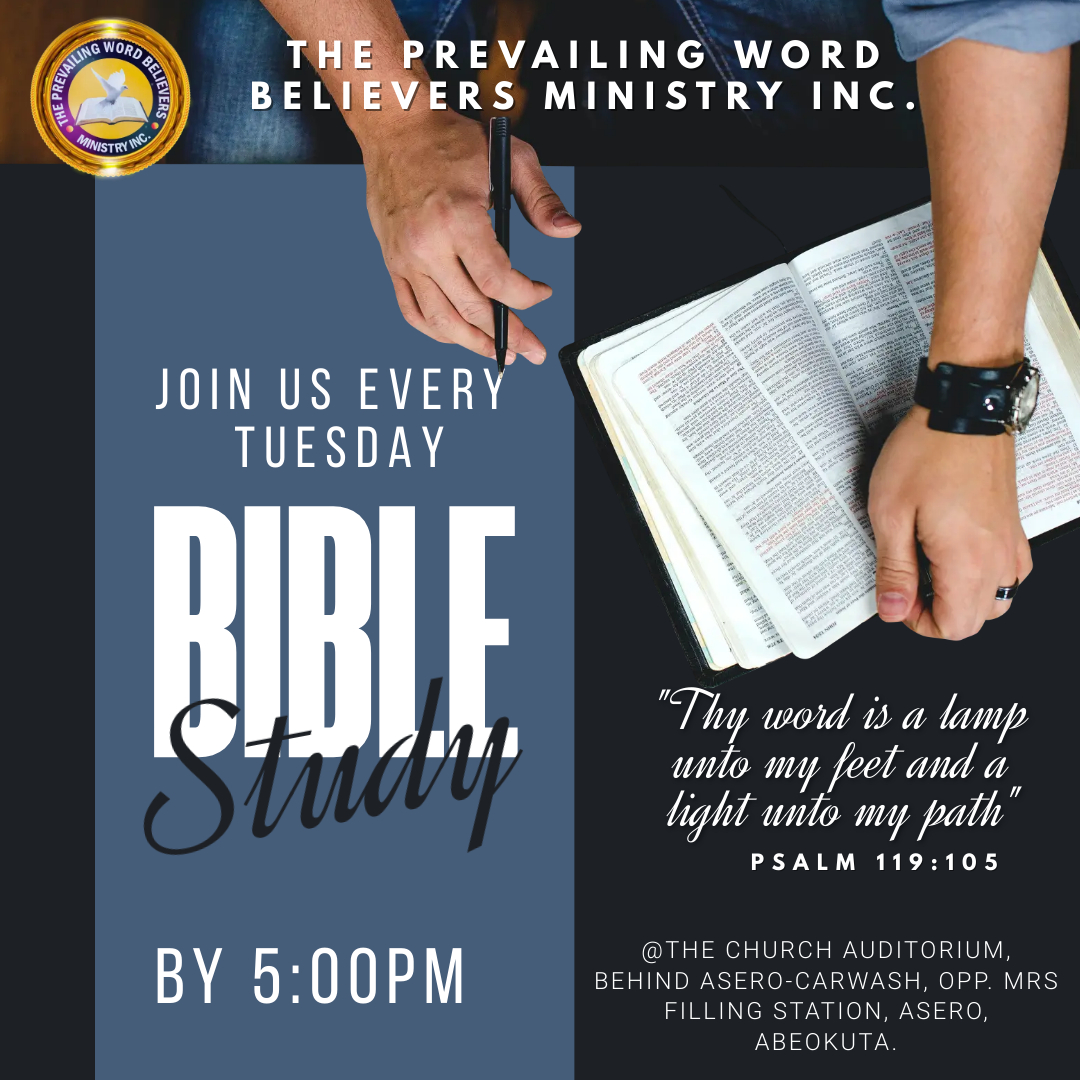 THE PREVAILING WORD BELIEVERS
MINISTRY INC.
THE PREVAILING WORD
BELIEVERS MINISTRY INC.
JOIN US EVERY
TUESDAY
BIBLE
Study
BY 5:00PM
"Thy word is a lamp
unto my feet and a
light unto my path"
PSALM 119:105
@THE CHURCH AUDITORIUM,
BEHIND ASERO-CARWASH, OPP. MRS
FILLING STATION, ASERO,
ABEOKUTA.